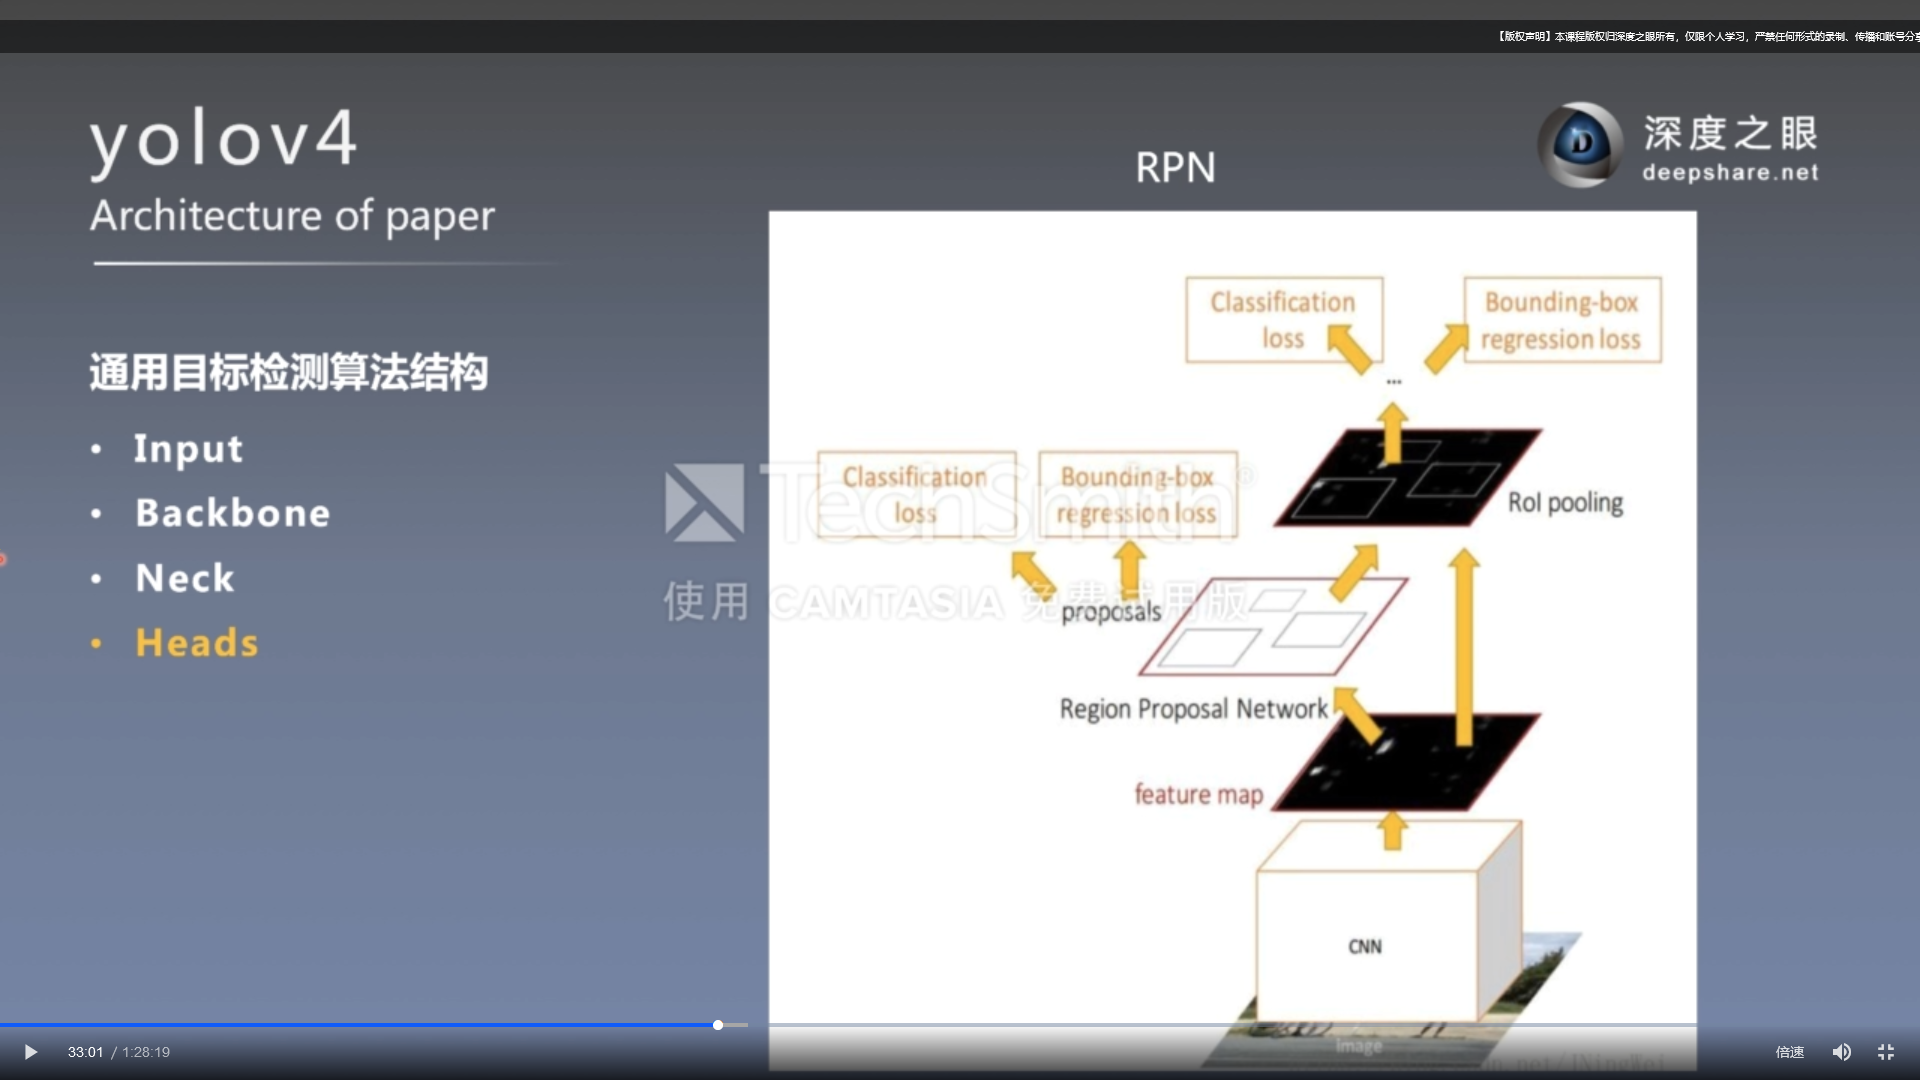 【版权声明】本课程版权归深度之眼所有，仅限个人学习，严禁任何形式的录制、传播和账号分享
yolov4
Architecture of paper
RPN
深度之眼
deepshare.net
通用目标检测算法结构
• Input
• Backbone
• Neck
• Heads
Classification
loss
Bounding-box
regression loss
Classification
loss
Bounding-box
regression loss
RoI pooling
TechSmith®
使用 CAMTASIA 免费试用版
proposals
Region Proposal Network
feature map
CNN
image
33:01 / 1:28:19
倍速